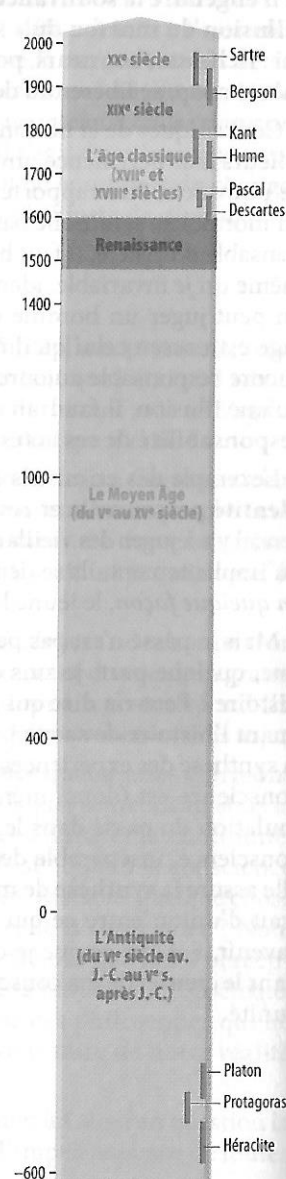 2000
XXe siècle
Sartre
1900
Bergson
XIXe siècle
1800
Kant
L'âge classique
Hume
1700
(XVIIe et
XVIIIe siècles)
Pascal
1600
Descartes
Renaissance
1500
1400
1000
Le Moyen Âge
(du Ve au XVe siècle)
400
0
L'Antiquité
(du VIe siècle av.
J.-C. au Ve s.
après J.-C.)
Platon
Protagoras
Héraclite
–600